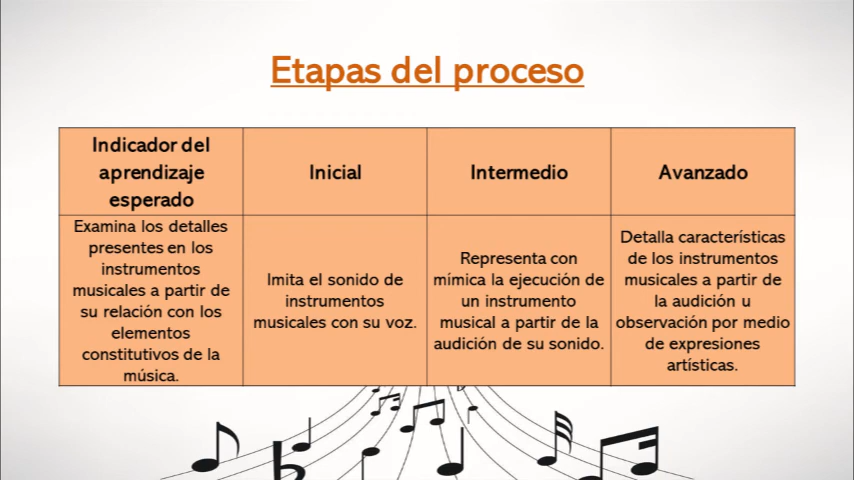 Etapas del proceso
Indicador del
aprendizaje
esperado
Inicial
Intermedio
Avanzado
Examina los detalles
presentes en los
instrumentos
musicales a partir de
su relación con los
elementos
constitutivos de la
música.
Imita el sonido de
instrumentos
musicales con su voz.
Representa con
mímica la ejecución de
un instrumento
musical a partir de la
audición de su sonido.
Detalla características
de los instrumentos
musicales a partir de
la audición u
observación por medio
de expresiones
artísticas.